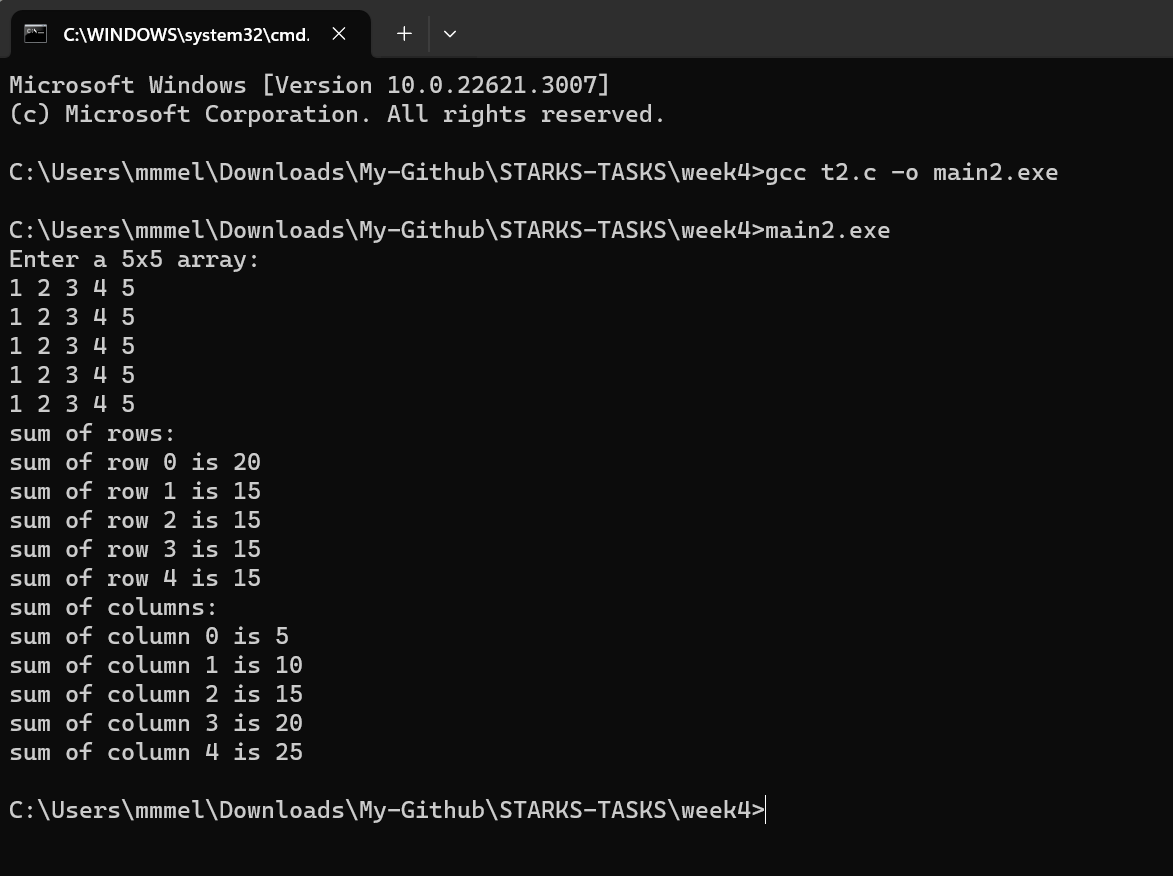 C:\WINDOWS\system32\cmd.
Microsoft Windows [Version 10.0.22621.3007]
(c) Microsoft Corporation. All rights reserved.
C:\Users\mmmel\Downloads\My-Github\STARKS-TASKS\week4>gcc t2.c -o main2.exe
C:\Users\mmmel\Downloads\My-Github\STARKS-TASKS\week4>main2.exe
Enter a 5x5 array:
1 2 3 4 5
1 2 3 4 5
1 2 3 4 5
1 2 3 4 5
1 2 3 4 5
sum of rows:
sum of row 0 is 20
sum of row 1 is 15
sum of row 2 is 15
sum of row 3 is 15
sum of row 4 is 15
sum of columns:
sum of column 0 is 5
sum of column 1 is 10
sum of column 2 is 15
sum of column 3 is 20
sum of column 4 is 25
C:\Users\mmmel\Downloads\My-Github\STARKS-TASKS\week4>